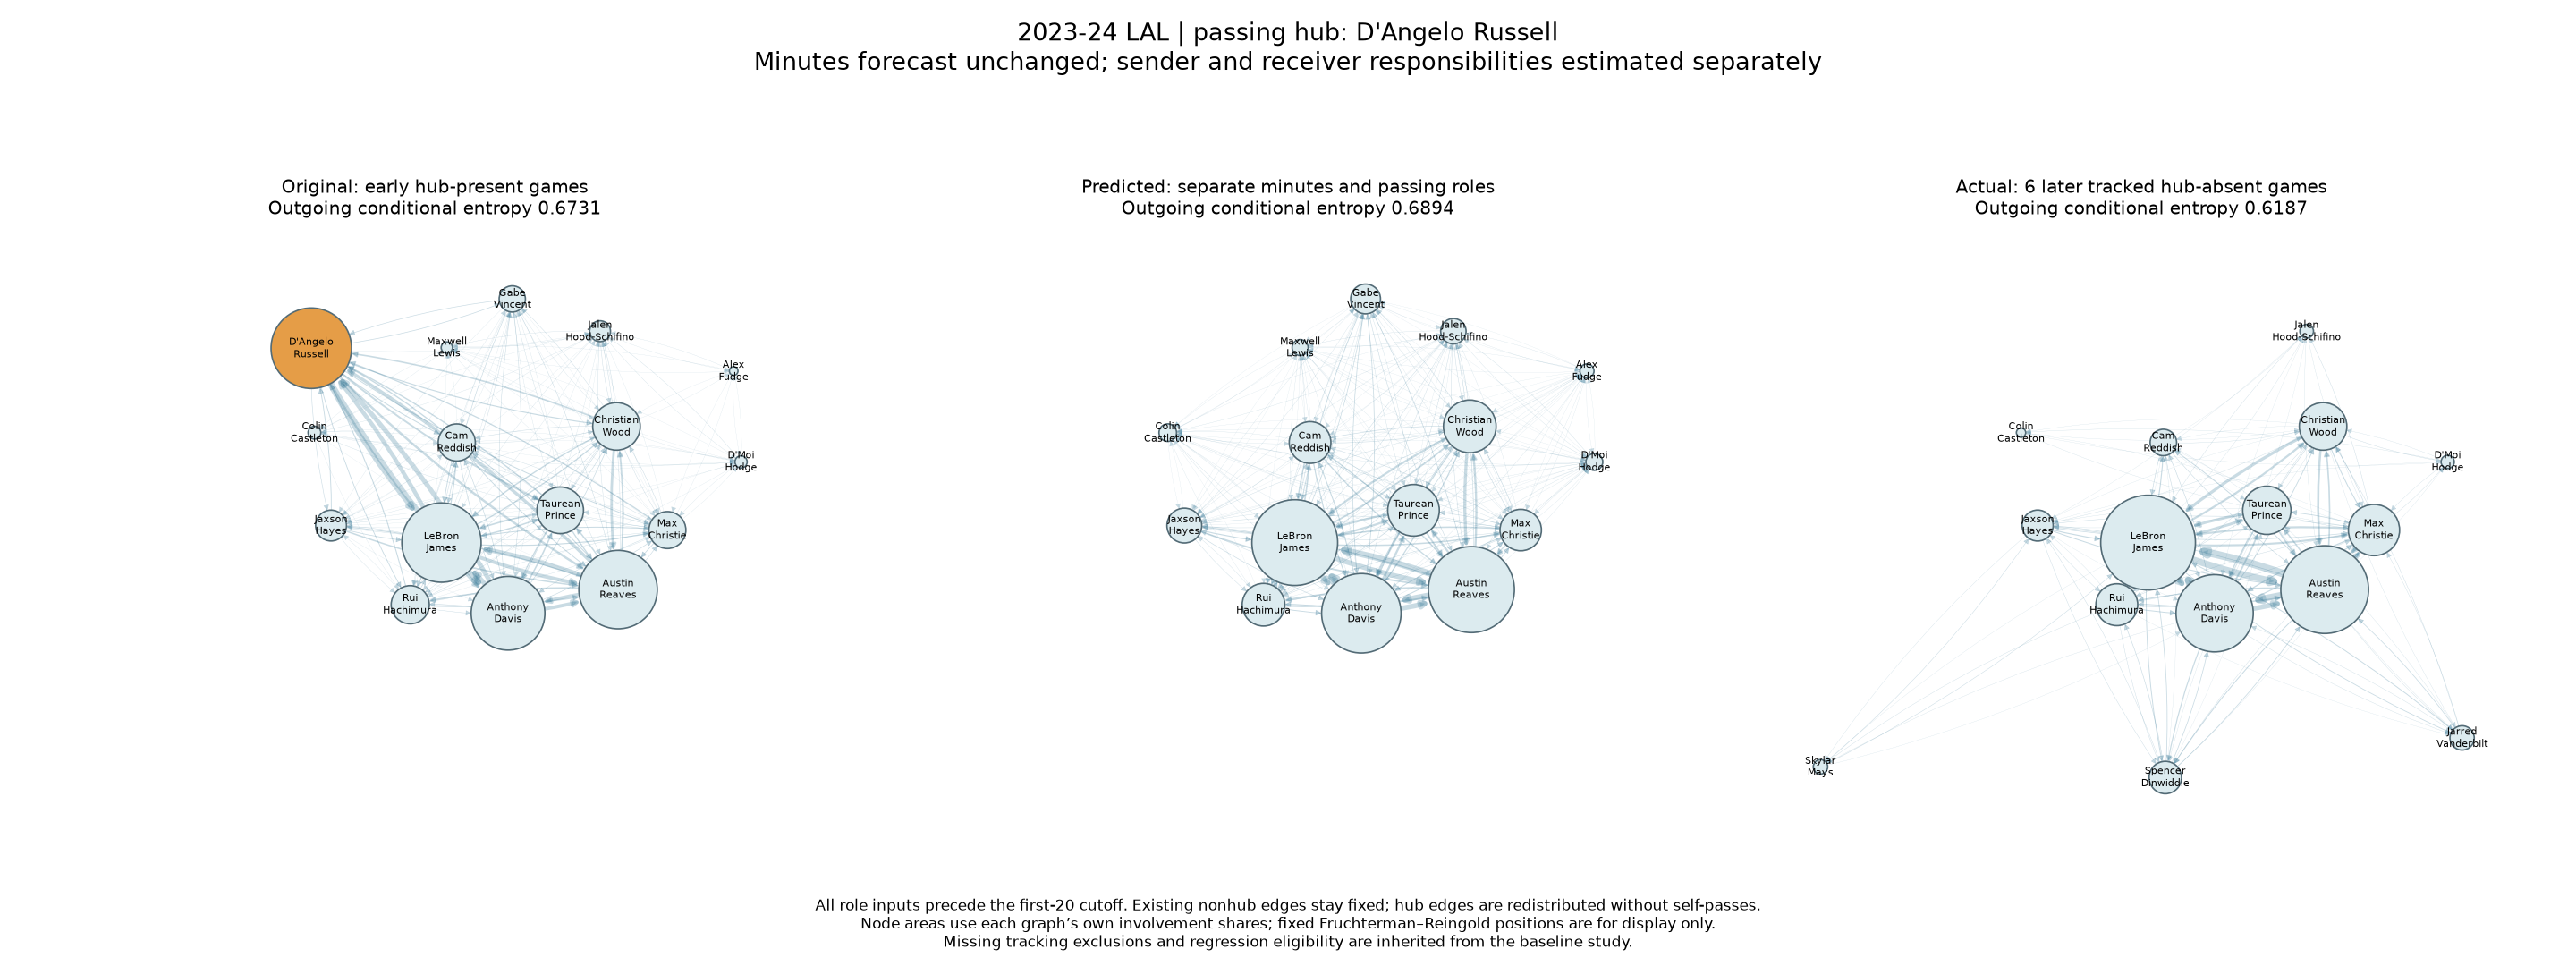 2023-24 LAL | passing hub: D'Angelo Russell
Minutes forecast unchanged; sender and receiver responsibilities estimated separately
Original: early hub-present games
Outgoing conditional entropy 0.6731
Gabe
Vincent
D'Angelo
Russell
Maxwell
Lewis
Jalen
Hood-Schifino
Alex
Fudge
Colin
Castleton
Cam
Reddish
Christian
Wood
D'Moi
Hodge
Jaxson
Hayes
LeBron
James
Taurean
Prince
Max
Christie
Rui
Hachimura
Anthony
Davis
Austin
Reaves
Predicted: separate minutes and passing roles
Outgoing conditional entropy 0.6894
Gabe
Vincent
Maxwell
Lewis
Jalen
Hood-Schifino
Alex
Fudge
Colin
Castleton
Cam
Reddish
Christian
Wood
D'Moi
Hodge
Jaxson
Hayes
LeBron
James
Taurean
Prince
Max
Christie
Rui
Hachimura
Anthony
Davis
Austin
Reaves
Actual: 6 later tracked hub-absent games
Outgoing conditional entropy 0.6187
Jalen
Hood-Schifino
Colin
Castleton
Cam
Reddish
Christian
Wood
D'Moi
Hodge
Jaxson
Hayes
LeBron
James
Taurean
Prince
Max
Christie
Rui
Hachimura
Anthony
Davis
Austin
Reaves
Skylar
Mays
Spencer
Dinwiddie
Jarred
Vanderbilt
All role inputs precede the first-20 cutoff. Existing nonhub edges stay fixed; hub edges are redistributed without self-passes.
Node areas use each graph’s own involvement shares; fixed Fruchterman–Reingold positions are for display only.
Missing tracking exclusions and regression eligibility are inherited from the baseline study.